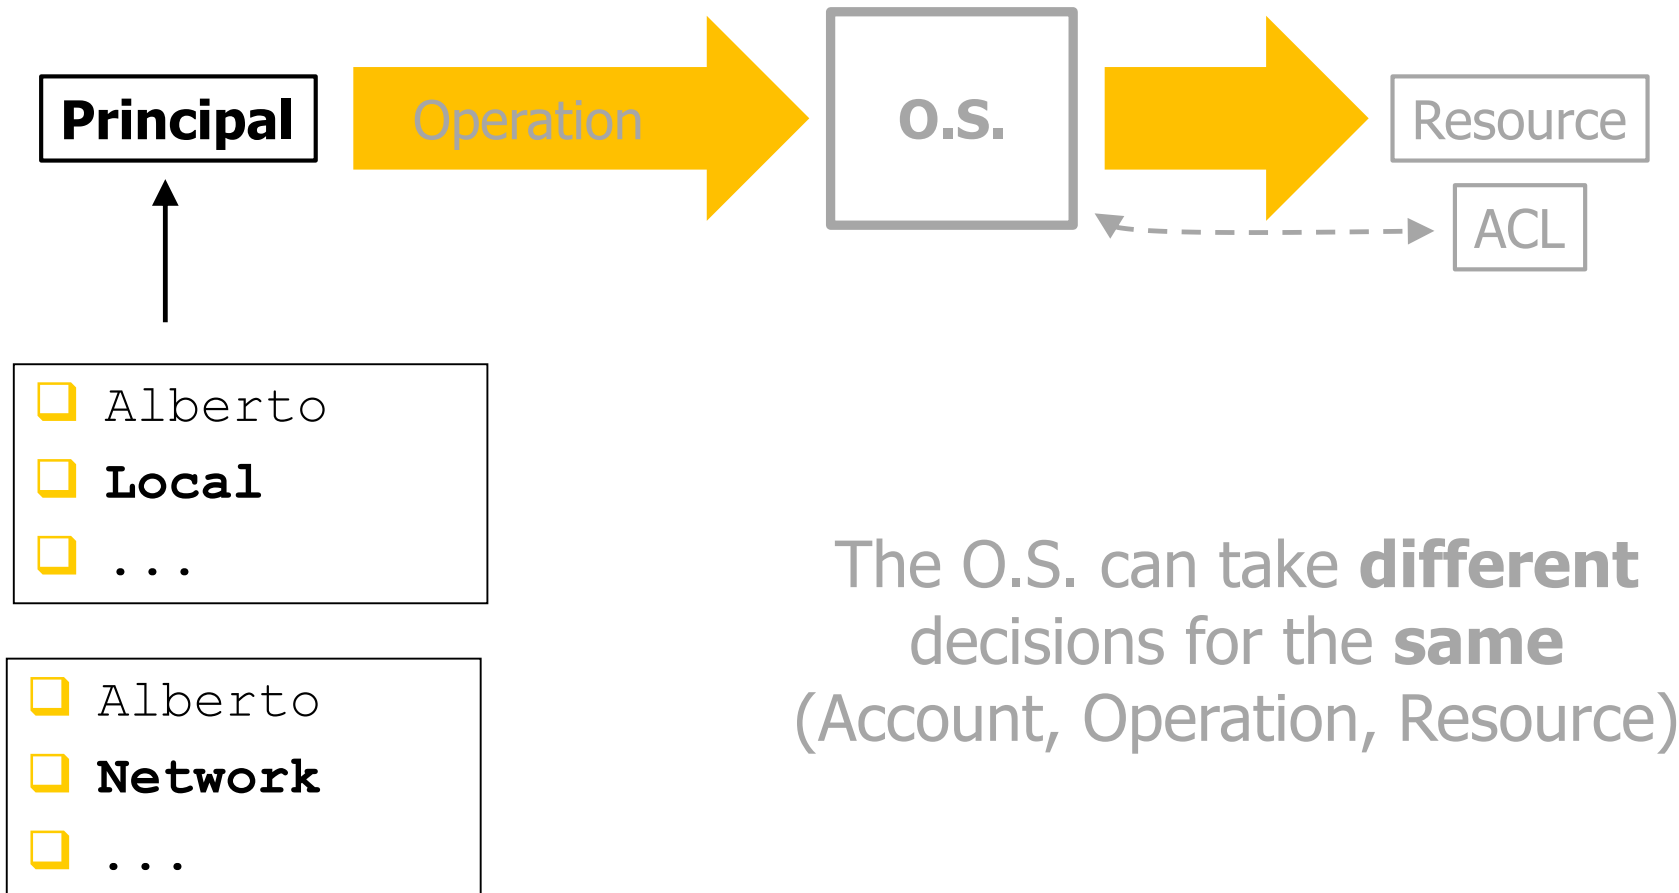 Principal
Operation
O.S.
Resource
ACL
Alberto
Local
...
Alberto
Network
...
The O.S. can take different
decisions for the same
(Account, Operation, Resource)